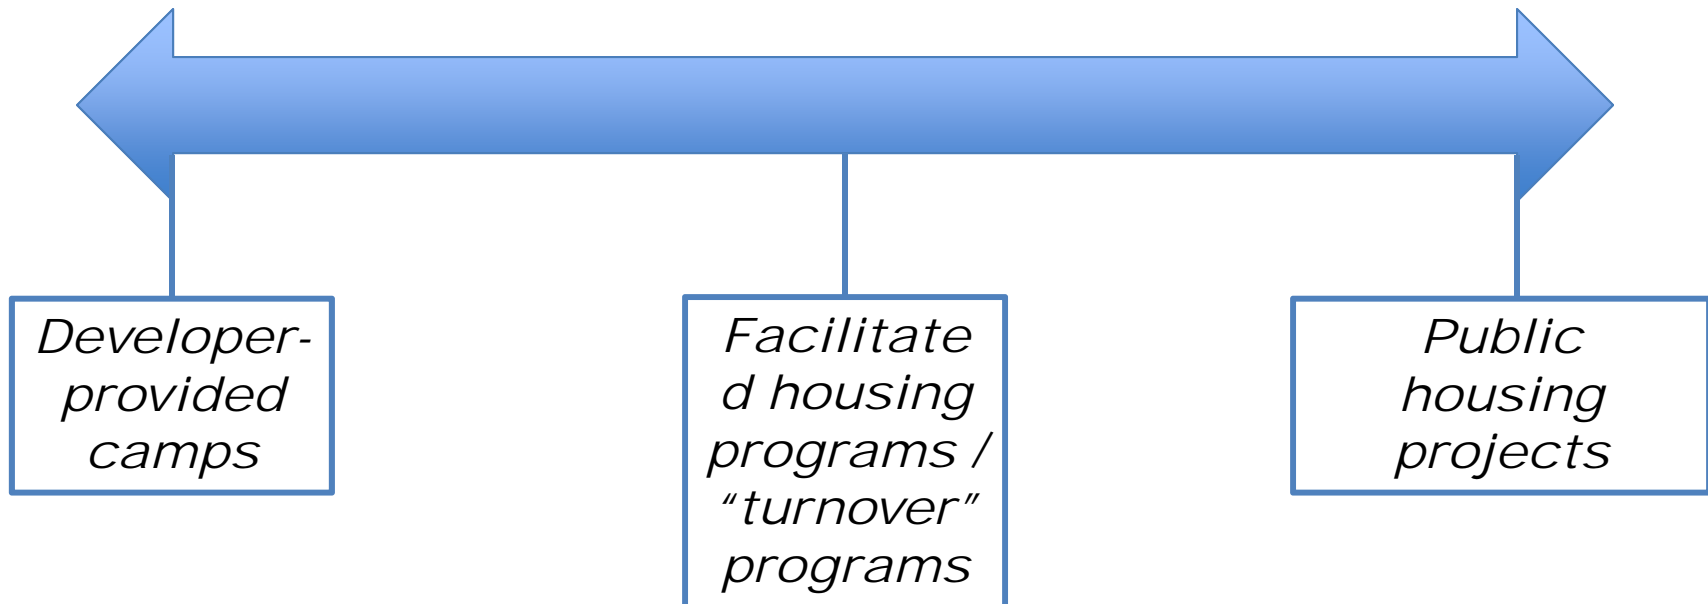 Developer-
provided
camps
Facilitate
d housing
programs /
“turnover”
programs
Public
housing
projects